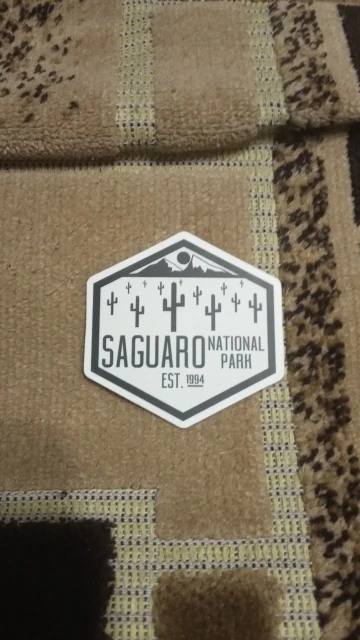 SAGUARO NATIONAL PARK
EST. 1994